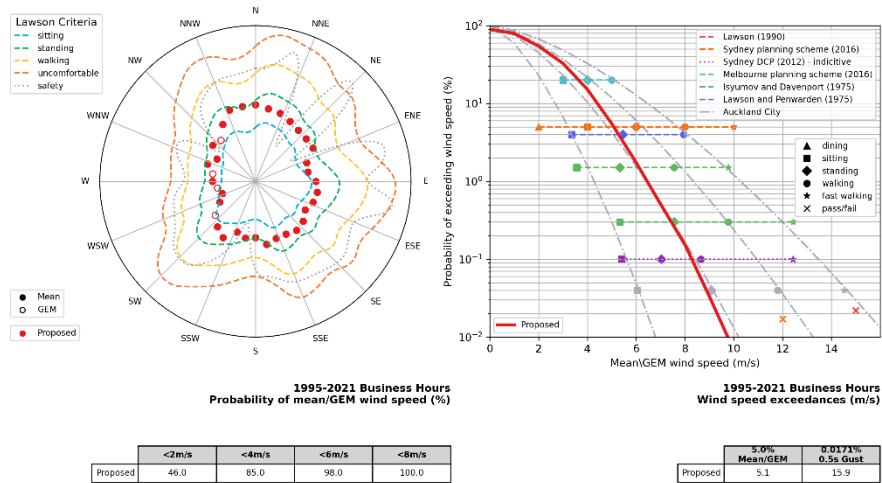 Lawson Criteria
sitting
standing
walking
uncomfortable
safety
N
NNE
NE
ENE
E
ESE
SE
SSE
S
SSW
SW
WSW
W
WNW
NW
NNW
Mean
GEM
Proposed
1995-2021 Business Hours
Probability of mean/GEM wind speed (%)
<2m/s <4m/s <6m/s <8m/s
Proposed 46.0 85.0 98.0 100.0
Probability of exceeding wind speed (%)
10²
10¹
10⁰
10⁻¹
10⁻²
0 2 4 6 8 10 12 14
Mean\GEM wind speed (m/s)
Lawson (1990)
Sydney planning scheme (2016)
Sydney DCP (2012) - indicitive
Melbourne planning scheme (2016)
Isyumov and Davenport (1975)
Lawson and Penwarden (1975)
Auckland City
dining
sitting
standing
walking
fast walking
pass/fail
Proposed
1995-2021 Business Hours
Wind speed exceedances (m/s)
5.0% 0.0171%
Mean/GEM 0.5s Gust
Proposed 5.1 15.9